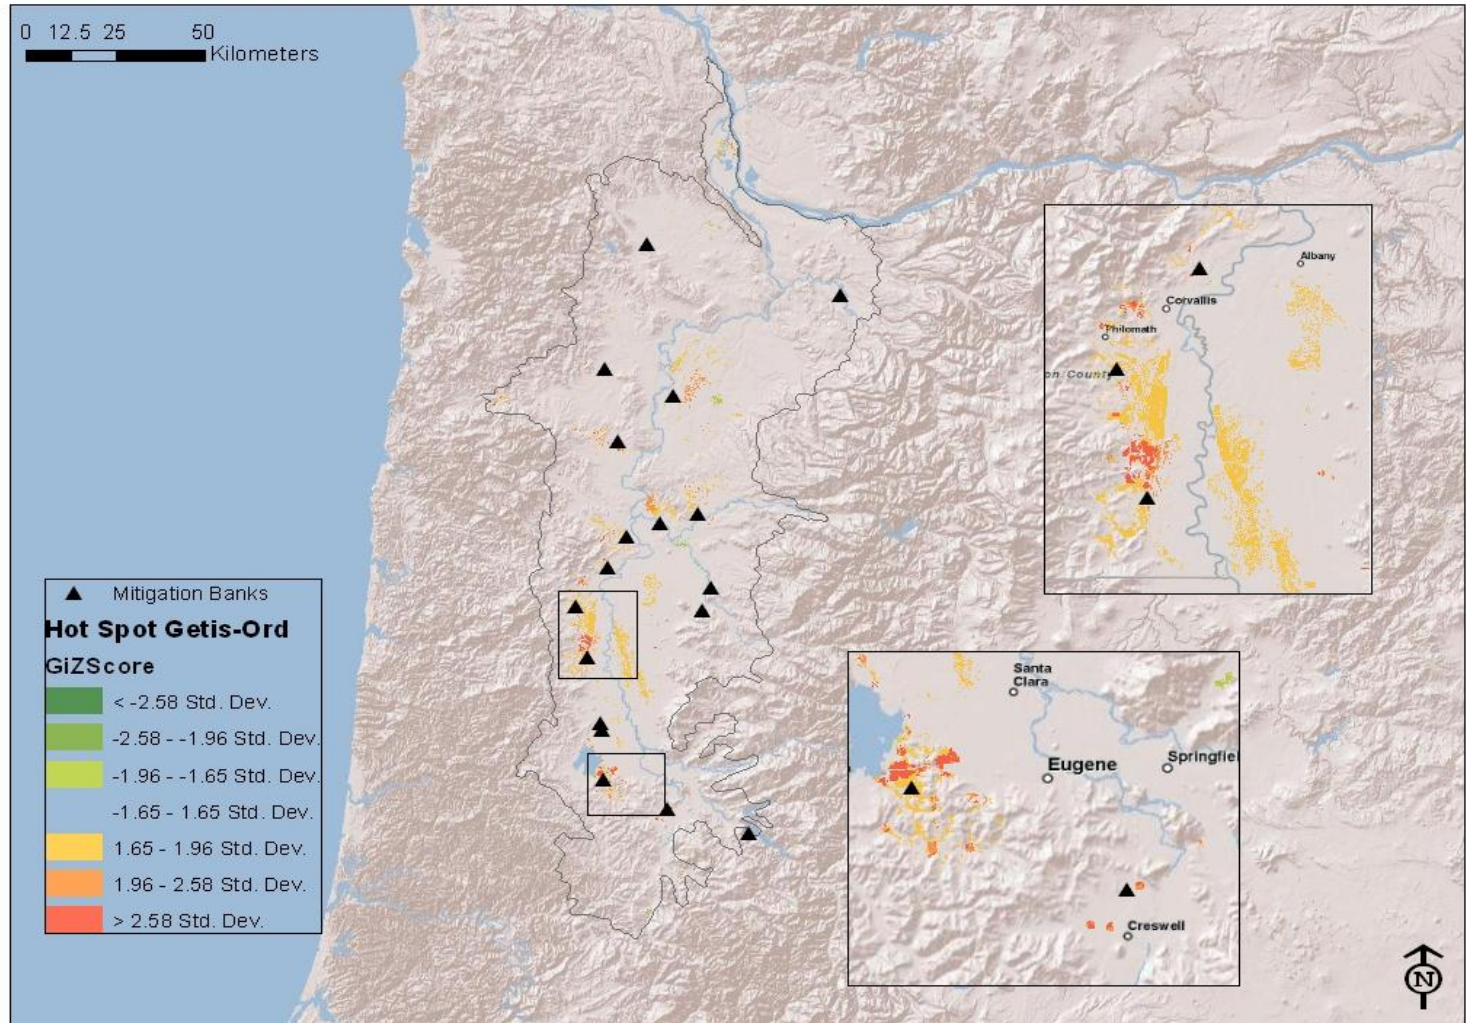 0 12.5 25 50
Kilometers
Albany
Corvallis
Philomath
on County
Santa
Clara
Eugene
Springfiel
Creswell
Mitigation Banks
Hot Spot Getis-Ord
GiZScore
< -2.58 Std. Dev.
-2.58 - -1.96 Std. Dev.
-1.96 - -1.65 Std. Dev.
-1.65 - 1.65 Std. Dev.
1.65 - 1.96 Std. Dev.
1.96 - 2.58 Std. Dev.
> 2.58 Std. Dev.
N